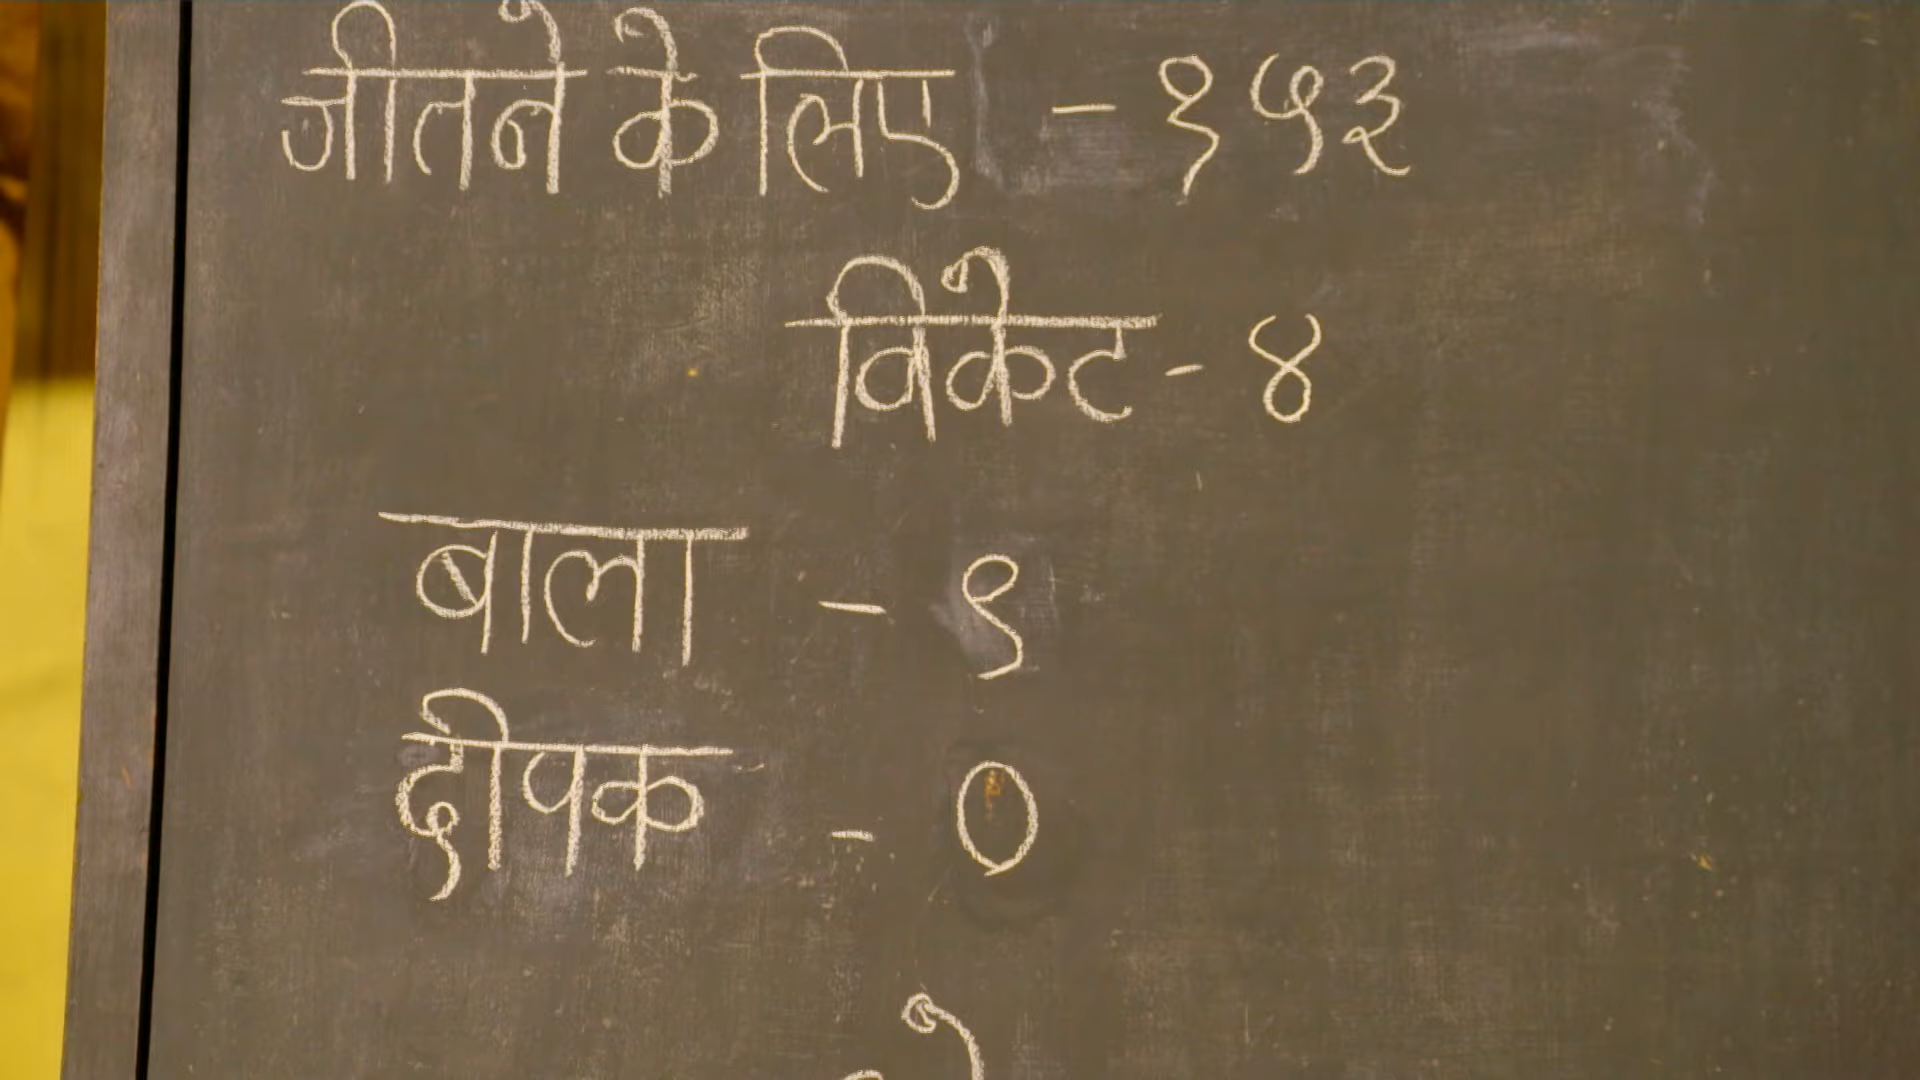 जीतने के लिए - १५३
विकेट - ४
बाला - १
दीपक - ०